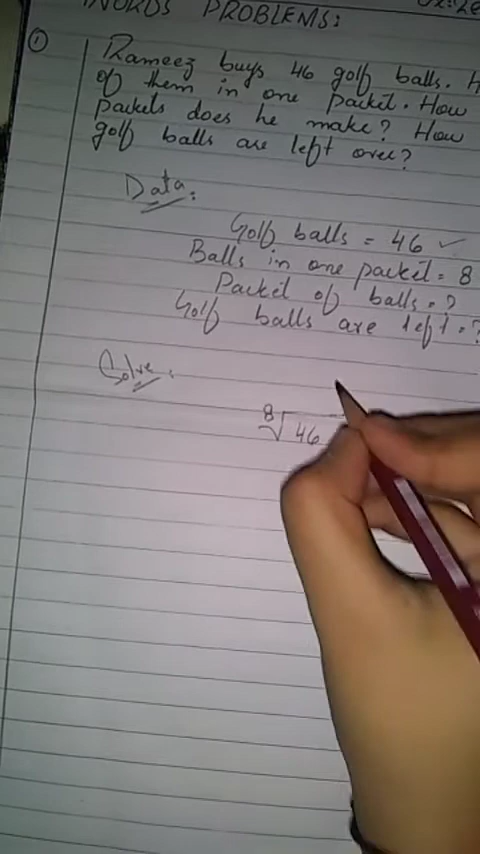 WORDS PROBLEMS:
① Rameez buys 46 golf balls. H
of them in one packet. How
packets does he make? How
golf balls are left over?
Data:
Golf balls = 46 ✓
Balls in one packet = 8
Packet of balls = ?
Golf balls are left = ?
Solve:
8√46